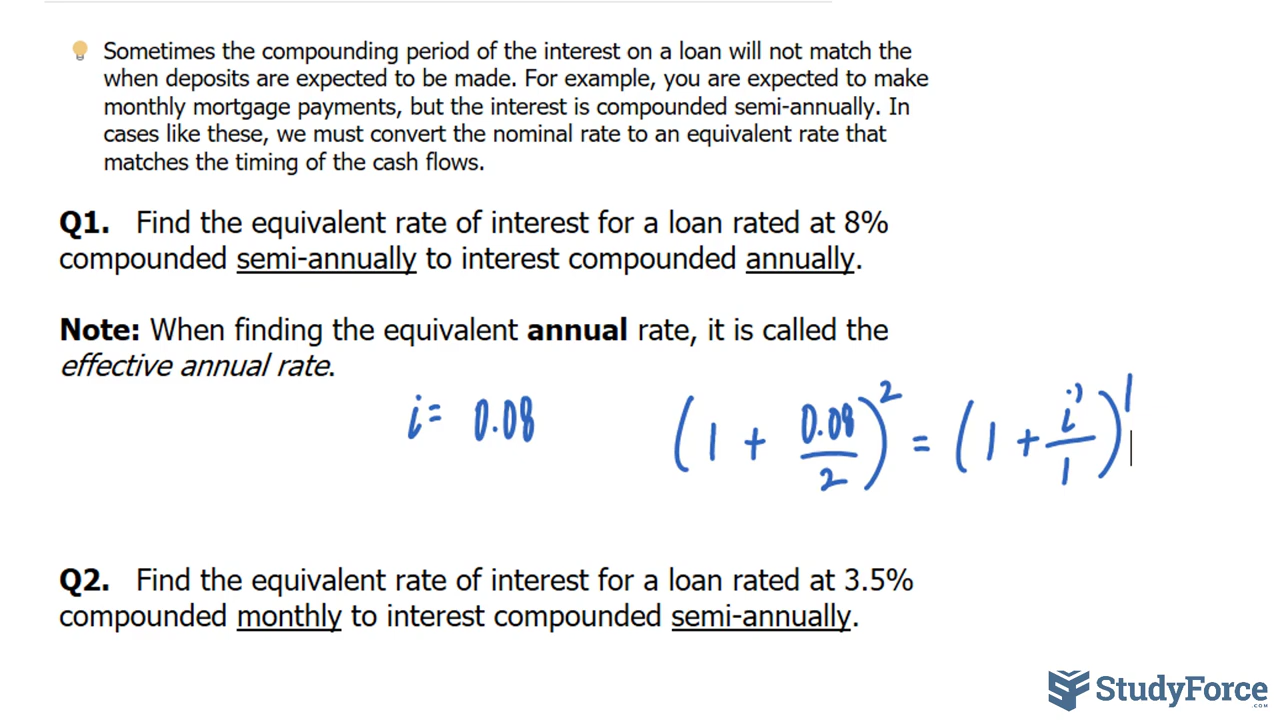 Sometimes the compounding period of the interest on a loan will not match the
when deposits are expected to be made. For example, you are expected to make
monthly mortgage payments, but the interest is compounded semi-annually. In
cases like these, we must convert the nominal rate to an equivalent rate that
matches the timing of the cash flows.
Q1. Find the equivalent rate of interest for a loan rated at 8%
compounded semi-annually to interest compounded annually.
Note: When finding the equivalent annual rate, it is called the
effective annual rate.
i = 0.08 (1 + 0.08/2)^2 = (1 + i/1)^1
Q2. Find the equivalent rate of interest for a loan rated at 3.5%
compounded monthly to interest compounded semi-annually.
StudyForce
.COM